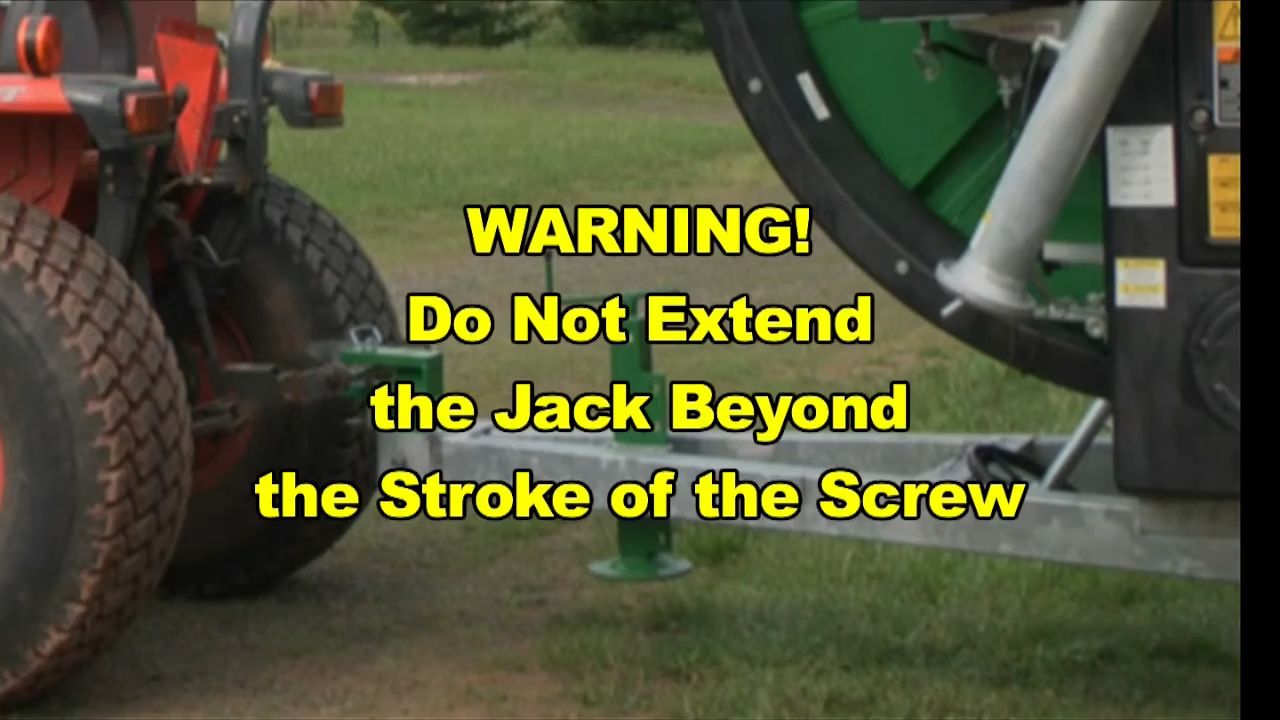 WARNING!
Do Not Extend
the Jack Beyond
the Stroke of the Screw